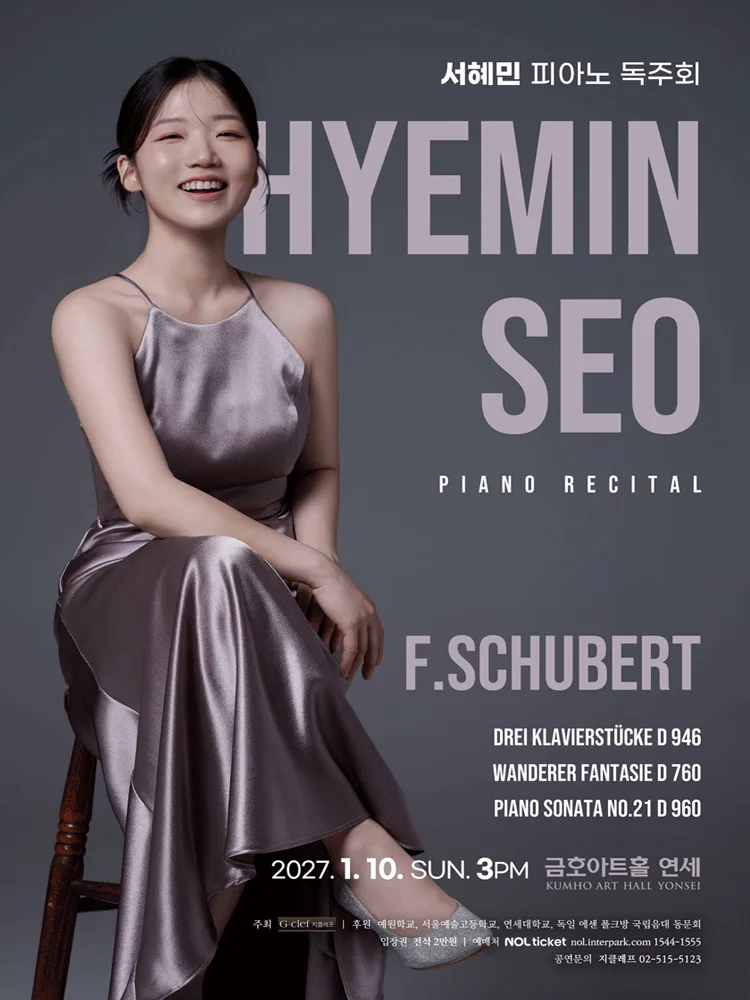 서혜민 피아노 독주회
HYEMIN
SEO
PIANO RECITAL
F.SCHUBERT
DREI KLAVIERSTÜCKE D 946
WANDERER FANTASIE D 760
PIANO SONATA NO.21 D 960
2027. 1. 10. SUN. 3PM 금호아트홀 연세
KUMHO ART HALL YONSEI
주최 G-clef 지클레프 | 후원 예원학교, 서울예술고등학교, 연세대학교, 독일 에센 폴크방 국립음대 동문회
입장권 전석 2만원 | 예매처 NOL ticket nol.interpark.com 1544-1555
공연문의 지클레프 02-515-5123